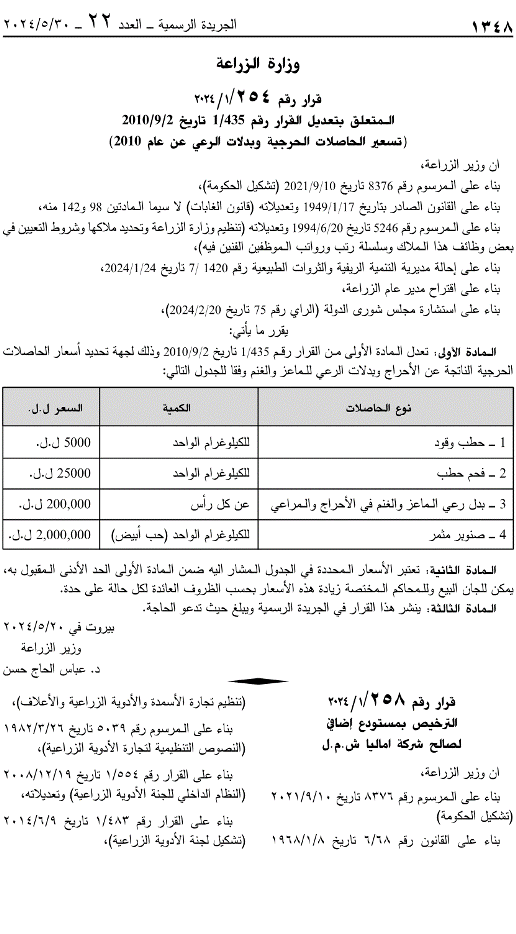 ١٣٤٨
الجريدة الرسمية ــ العدد ٢٢ ــ ٢٠٢٤/٥/٣٠
وزارة الزراعة
قرار رقم ٢٠٢٤/١/٢٥٤
المتعلق بتعديل القرار رقم 1/435 تاريخ 2010/9/2
(تسعير الحاصلات الحرجية وبدلات الرعي عن عام 2010)
ان وزير الزراعة،
بناء على المرسوم رقم 8376 تاريخ 2021/9/10 (تشكيل الحكومة)،
بناء على القانون الصادر بتاريخ 1949/1/17 وتعديلاته (قانون الغابات) لا سيما المادتين 98 و142 منه،
بناء على المرسوم رقم 5246 تاريخ 1994/6/20 وتعديلاته (تنظيم وزارة الزراعة وتحديد ملاكها وشروط التعيين في
بعض وظائف هذا الملاك وسلسلة رتب ورواتب الموظفين الفنين فيه)،
بناء على إحالة مديرية التنمية الريفية والثروات الطبيعية رقم 1420 /7 تاريخ 2024/1/24،
بناء على اقتراح مدير عام الزراعة،
بناء على استشارة مجلس شورى الدولة (الراي رقم 75 تاريخ 2024/2/20)،
يقرر ما يأتي:
المادة الأولى: تعدل المادة الأولى من القرار رقم 1/435 تاريخ 2010/9/2 وذلك لجهة تحديد أسعار الحاصلات
الحرجية الناتجة عن الأحراج وبدلات الرعي للماعز والغنم وفقا للجدول التالي:
نوع الحاصلات الكمية السعر ل.ل.
1 ــ حطب وقود للكيلوغرام الواحد 5000 ل.ل.
2 ــ فحم حطب للكيلوغرام الواحد 25000 ل.ل.
3 ــ بدل رعي الماعز والغنم في الأحراج والمراعي عن كل رأس 200,000 ل.ل.
4 ــ صنوبر مثمر للكيلوغرام الواحد (حب أبيض) 2,000,000 ل.ل.
المادة الثانية: تعتبر الأسعار المحددة في الجدول المشار اليه ضمن المادة الأولى الحد الأدنى المقبول به،
يمكن للجان البيع وللمحاكم المختصة زيادة هذه الأسعار بحسب الظروف العائدة لكل حالة على حدة.
المادة الثالثة: ينشر هذا القرار في الجريدة الرسمية ويبلغ حيث تدعو الحاجة.
بيروت في ٢٠٢٤/٥/٢٠
وزير الزراعة
د. عباس الحاج حسن
قرار رقم ٢٠٢٤/١/٢٥٨
الترخيص بمستودع إضافي
لصالح شركة اماليا ش.م.ل
ان وزير الزراعة،
بناء على المرسوم رقم ٨٣٧٦ تاريخ ٢٠٢١/٩/١٠
(تشكيل الحكومة)
بناء على القانون رقم ٦/٦٨ تاريخ ١٩٦٨/١/٨
(تنظيم تجارة الأسمدة والأدوية الزراعية والأعلاف)،
بناء على المرسوم رقم ٥٠٣٩ تاريخ ١٩٨٢/٣/٢٦
(النصوص التنظيمية لتجارة الأدوية الزراعية)،
بناء على القرار رقم ١/٥٥٤ تاريخ ٢٠٠٨/١٢/١٩
(النظام الداخلي للجنة الأدوية الزراعية) وتعديلاته،
بناء على القرار رقم ١/٤٨٣ تاريخ ٢٠١٤/٦/٩
(تشكيل لجنة الأدوية الزراعية)،